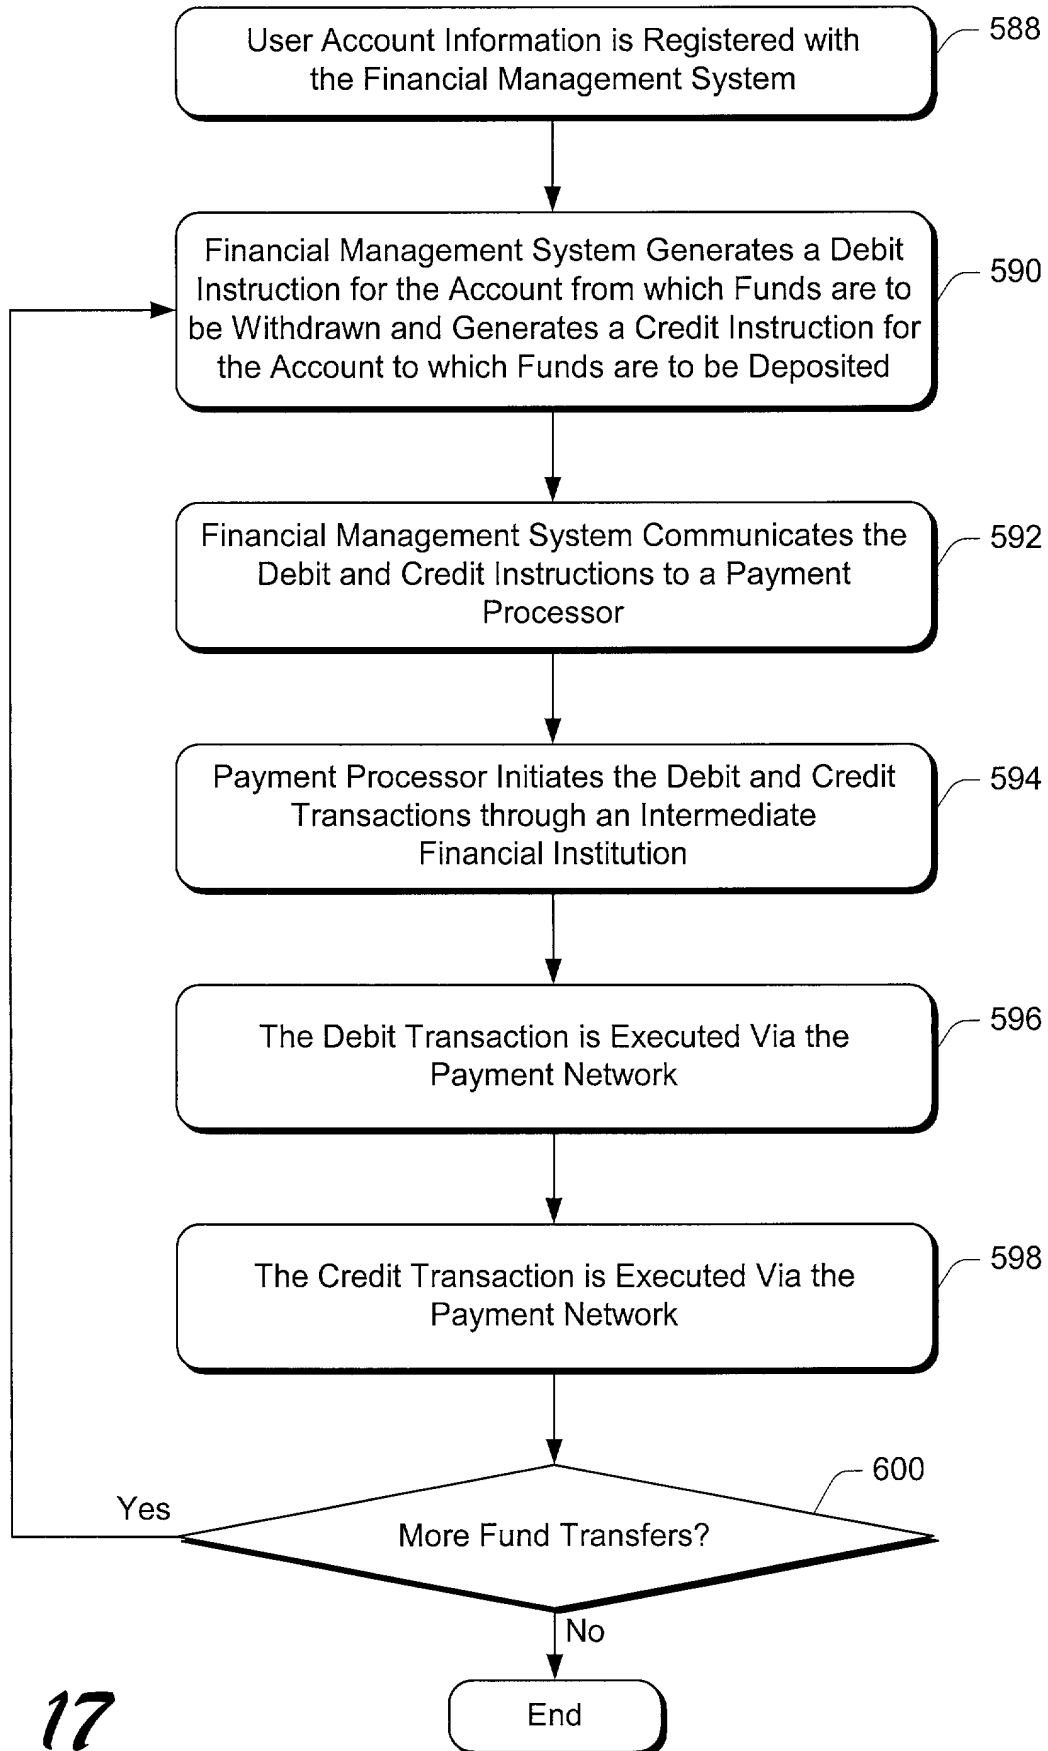 User Account Information is Registered with
the Financial Management System
588
Financial Management System Generates a Debit
Instruction for the Account from which Funds are to
be Withdrawn and Generates a Credit Instruction for
the Account to which Funds are to be Deposited
590
Financial Management System Communicates the
Debit and Credit Instructions to a Payment
Processor
592
Payment Processor Initiates the Debit and Credit
Transactions through an Intermediate
Financial Institution
594
The Debit Transaction is Executed Via the
Payment Network
596
The Credit Transaction is Executed Via the
Payment Network
598
600
Yes
More Fund Transfers?
No
End
17